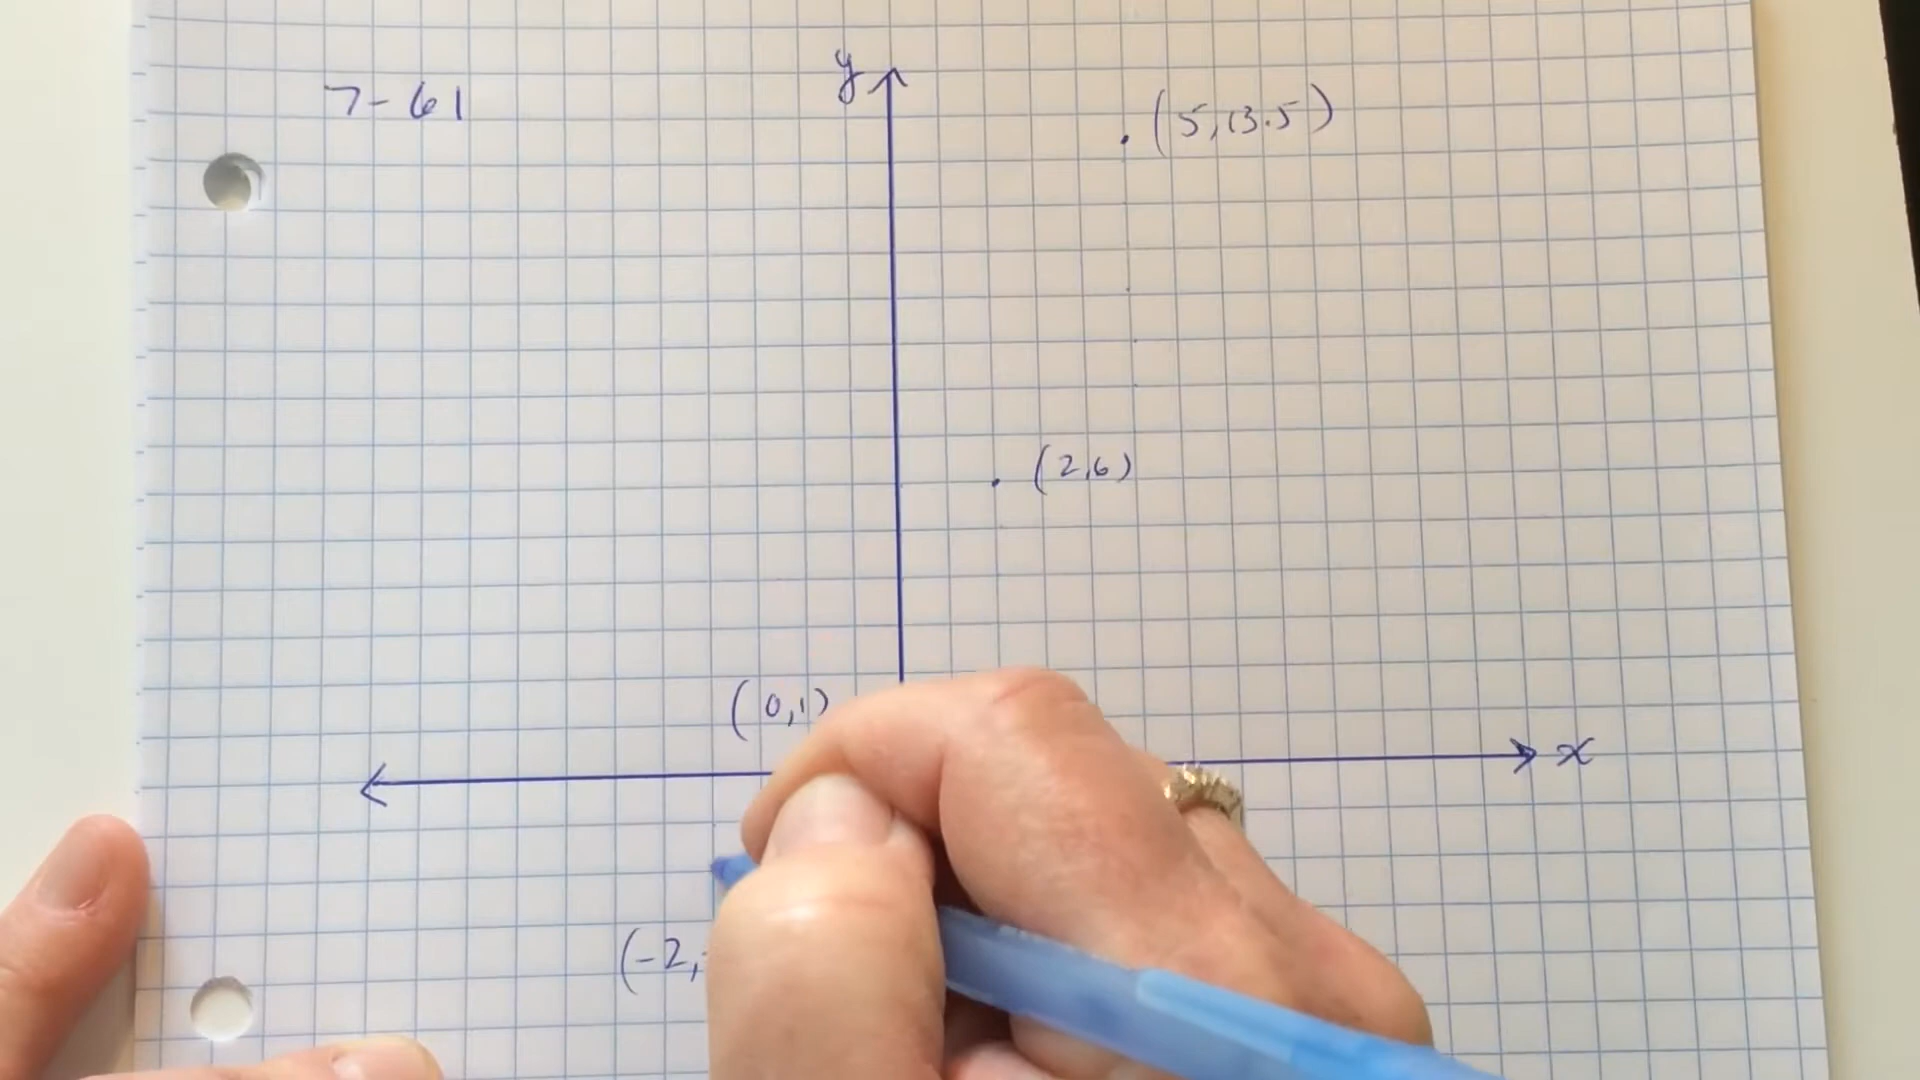 7-61
y
(5,13.5)
(2,6)
(0,1)
x
(-2,